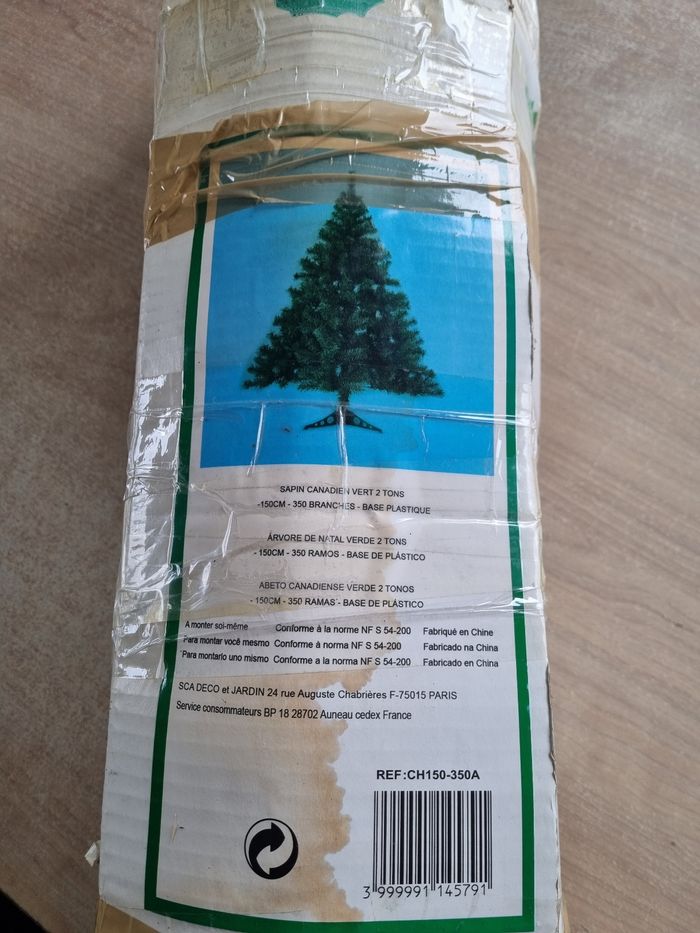 SAPIN CANADIEN VERT 2 TONS
-150CM - 350 BRANCHES - BASE PLASTIQUE
ÁRVORE DE NATAL VERDE 2 TONS
- 150CM - 350 RAMOS - BASE DE PLÁSTICO
ABETO CANADIENSE VERDE 2 TONOS
- 150CM - 350 RAMAS - BASE DE PLÁSTICO
A monter soi-même Conforme à la norme NF S 54-200 Fabriqué en Chine
Para montar você mesmo Conforme à norma NF S 54-200 Fabricado na China
Para montarlo uno mismo Conforme a la norma NF S 54-200 Fabricado en China
SCA DECO et JARDIN 24 rue Auguste Chabrières F-75015 PARIS
Service consommateurs BP 18 28702 Auneau cedex France
REF:CH150-350A
3 999991 145791